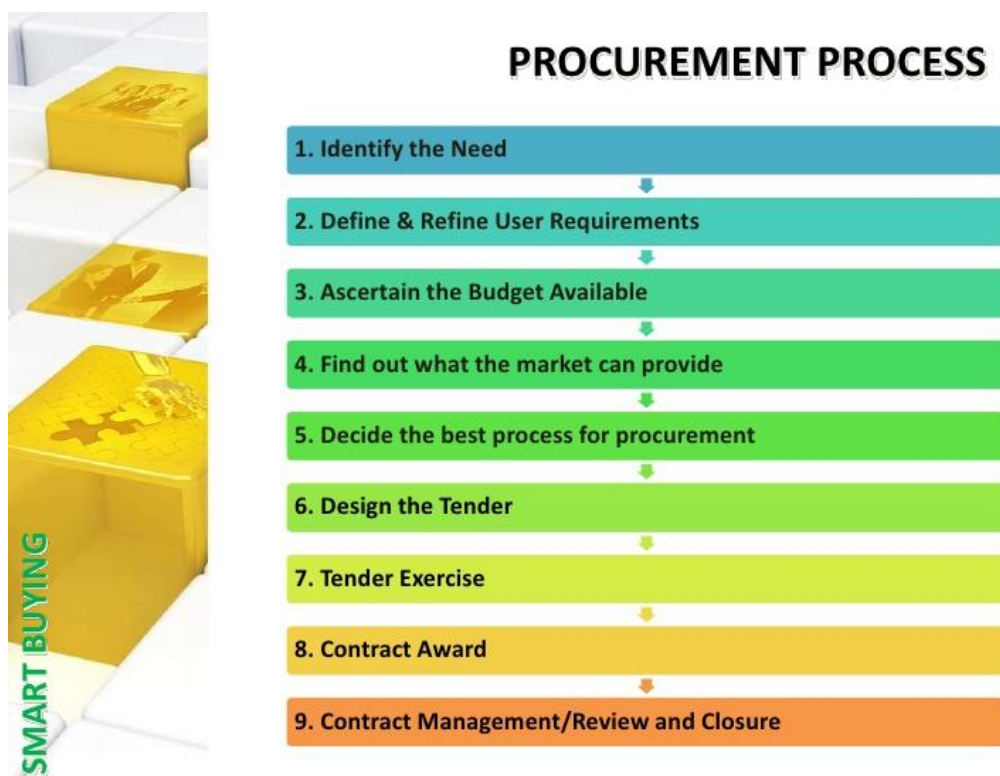 PROCUREMENT PROCESS
1. Identify the Need
2. Define & Refine User Requirements
3. Ascertain the Budget Available
4. Find out what the market can provide
5. Decide the best process for procurement
6. Design the Tender
7. Tender Exercise
8. Contract Award
9. Contract Management/Review and Closure
SMART BUYING